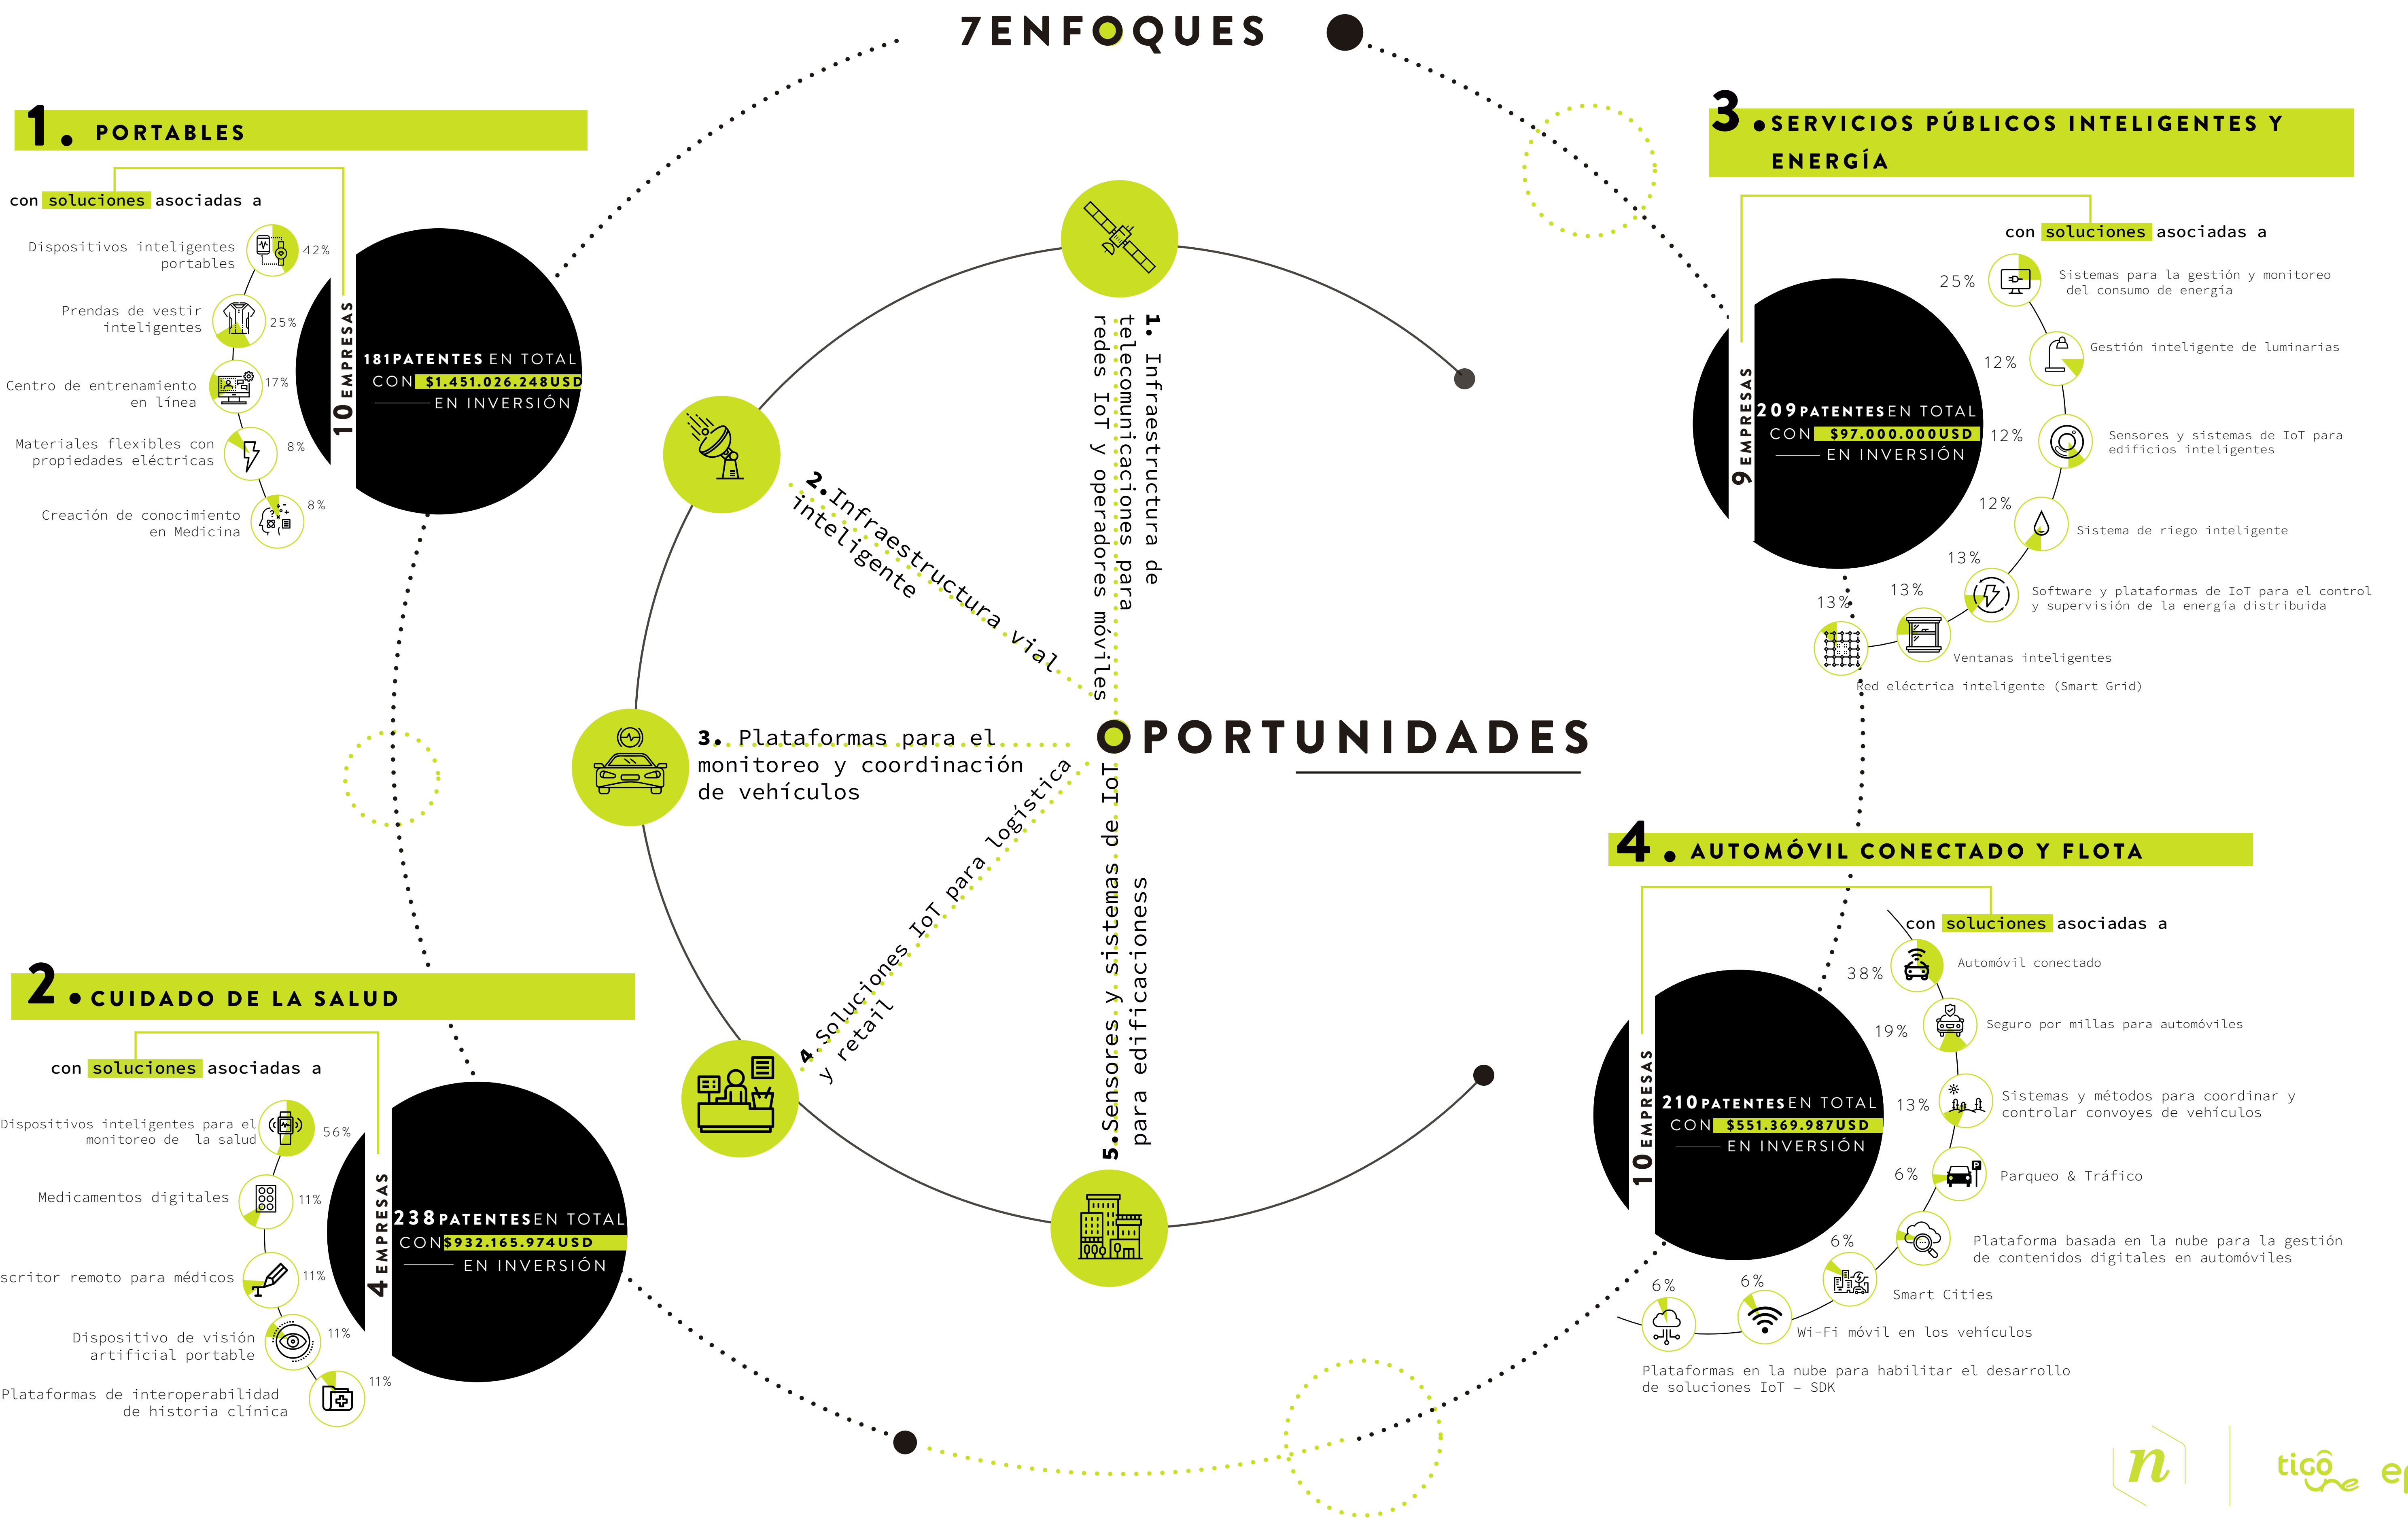 7ENFOQUES
1. PORTABLES
con soluciones asociadas a
Dispositivos inteligentes
portables
42%
Prendas de vestir
inteligentes
25%
Centro de entrenamiento
en línea
17%
Materiales flexibles con
propiedades eléctricas
8%
Creación de conocimiento
en Medicina
8%
10 EMPRESAS
181PATENTES EN TOTAL
CON $1.451.026.248USD
EN INVERSIÓN
2. CUIDADO DE LA SALUD
con soluciones asociadas a
Dispositivos inteligentes para el
monitoreo de la salud
56%
Medicamentos digitales
11%
scritor remoto para médicos
11%
Dispositivo de visión
artificial portable
11%
Plataformas de interoperabilidad
de historia clínica
11%
4 EMPRESAS
238PATENTES EN TOTAL
CON $932.165.974USD
EN INVERSIÓN
OPORTUNIDADES
1. Infraestructura de
telecomunicaciones para
redes IoT y operadores móviles
2. Infraestructura vial
inteligente
3. Plataformas para el
monitoreo y coordinación
de vehículos
4. Soluciones IoT para logística
y retail
5. Sensores y sistemas de IoT
para edificacioness
3. SERVICIOS PÚBLICOS INTELIGENTES Y
ENERGÍA
con soluciones asociadas a
25%
Sistemas para la gestión y monitoreo
del consumo de energía
12%
Gestión inteligente de luminarias
12%
Sensores y sistemas de IoT para
edificios inteligentes
12%
Sistema de riego inteligente
13%
Software y plataformas de IoT para el control
y supervisión de la energía distribuida
13%
Ventanas inteligentes
13%
Red eléctrica inteligente (Smart Grid)
9 EMPRESAS
209PATENTES EN TOTAL
CON $97.000.000USD
EN INVERSIÓN
4. AUTOMÓVIL CONECTADO Y FLOTA
con soluciones asociadas a
38%
Automóvil conectado
19%
Seguro por millas para automóviles
13%
Sistemas y métodos para coordinar y
controlar convoyes de vehículos
6%
Parqueo & Tráfico
Plataforma basada en la nube para la gestión
de contenidos digitales en automóviles
6%
Smart Cities
6%
Wi-Fi móvil en los vehículos
6%
Plataformas en la nube para habilitar el desarrollo
de soluciones IoT – SDK
10 EMPRESAS
210PATENTES EN TOTAL
CON $551.369.987USD
EN INVERSIÓN
n
tigo
une